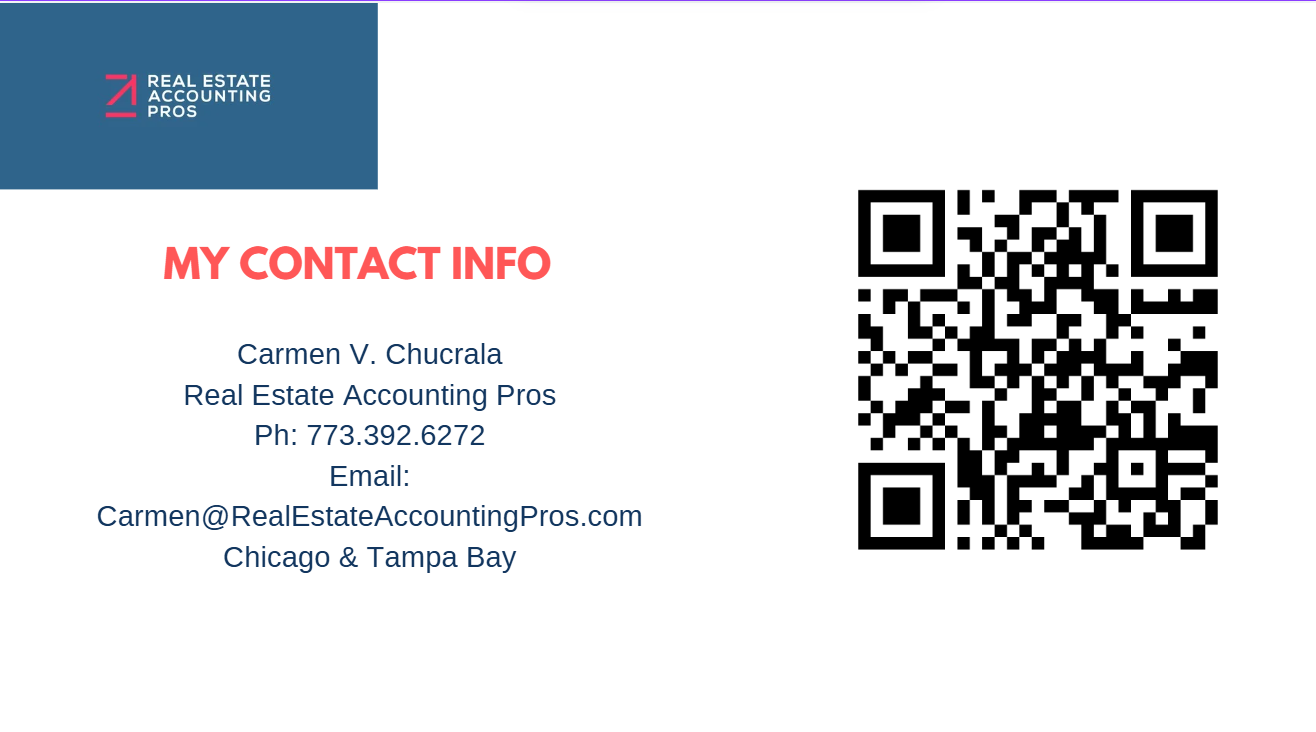 REAL ESTATE
ACCOUNTING
PROS
MY CONTACT INFO
Carmen V. Chucrala
Real Estate Accounting Pros
Ph: 773.392.6272
Email:
Carmen@RealEstateAccountingPros.com
Chicago & Tampa Bay